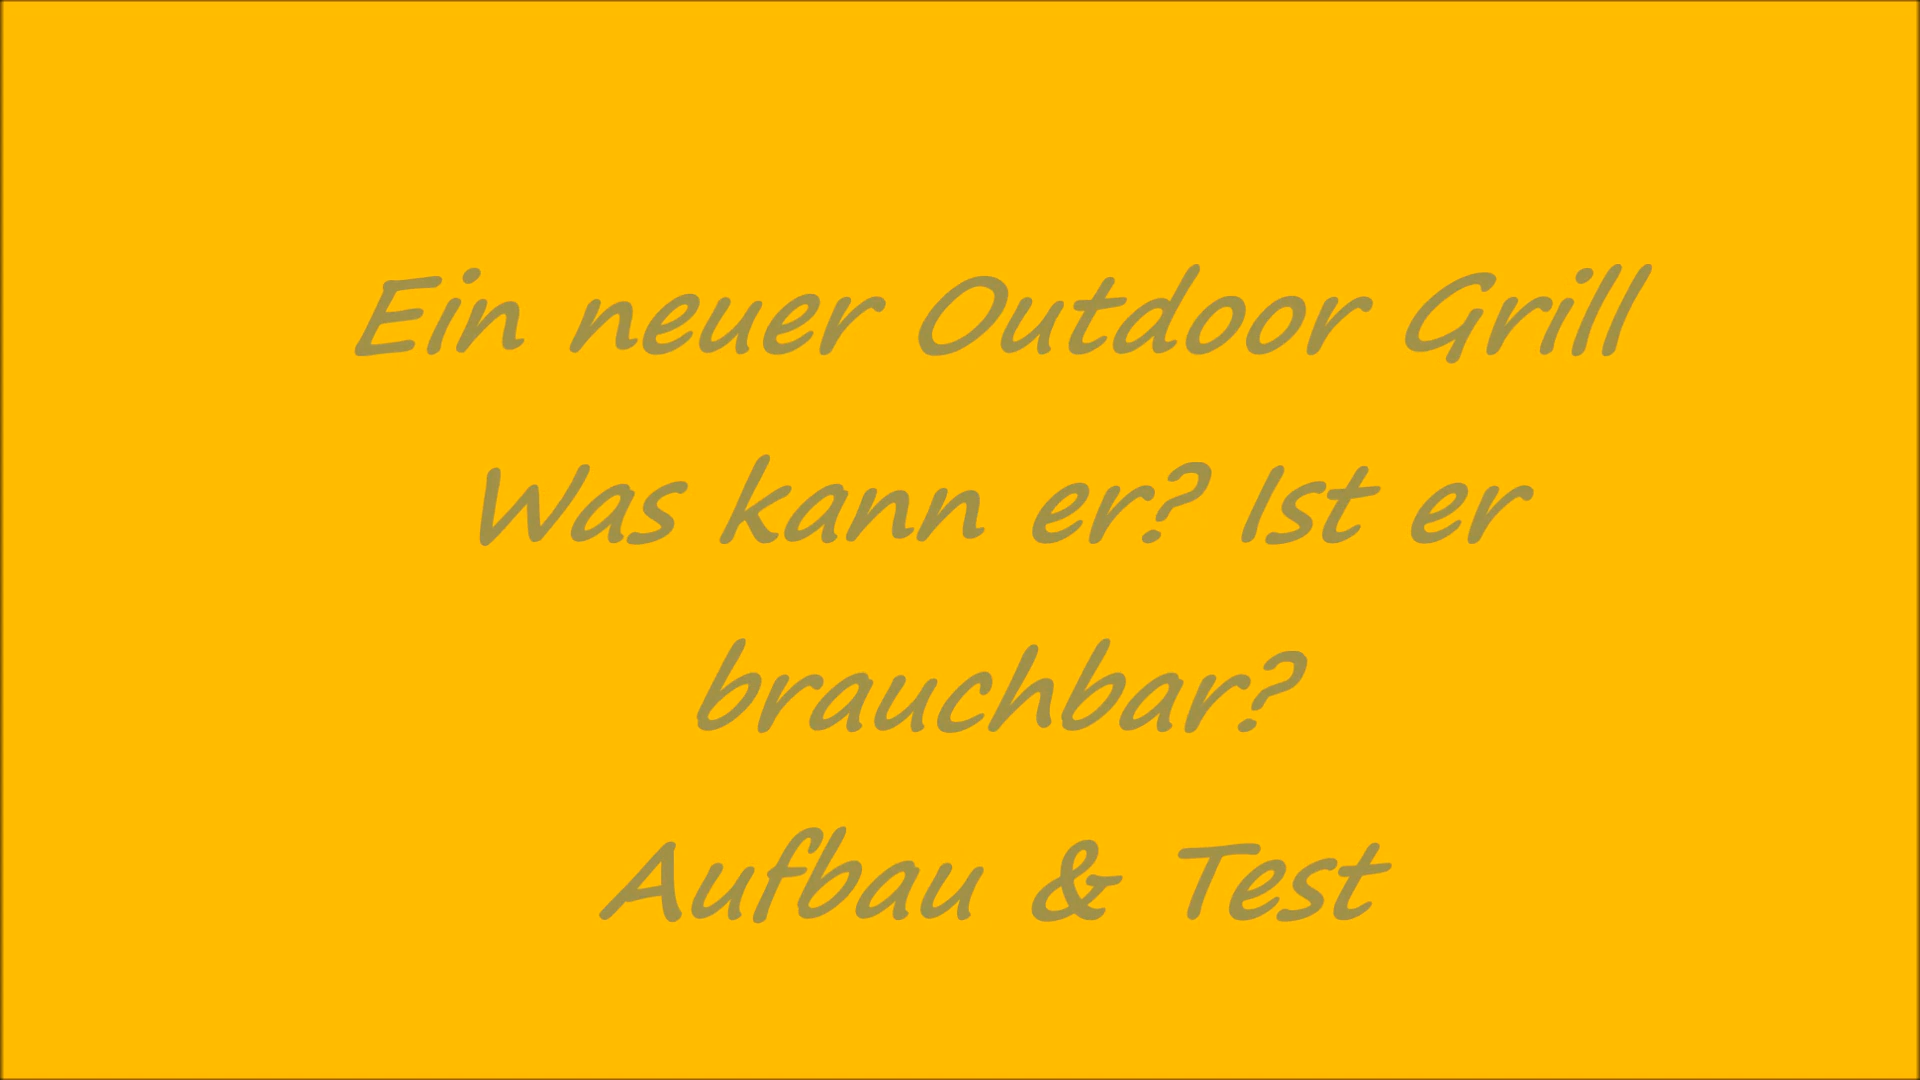 Ein neuer Outdoor Grill
Was kann er? Ist er
brauchbar?
Aufbau & Test